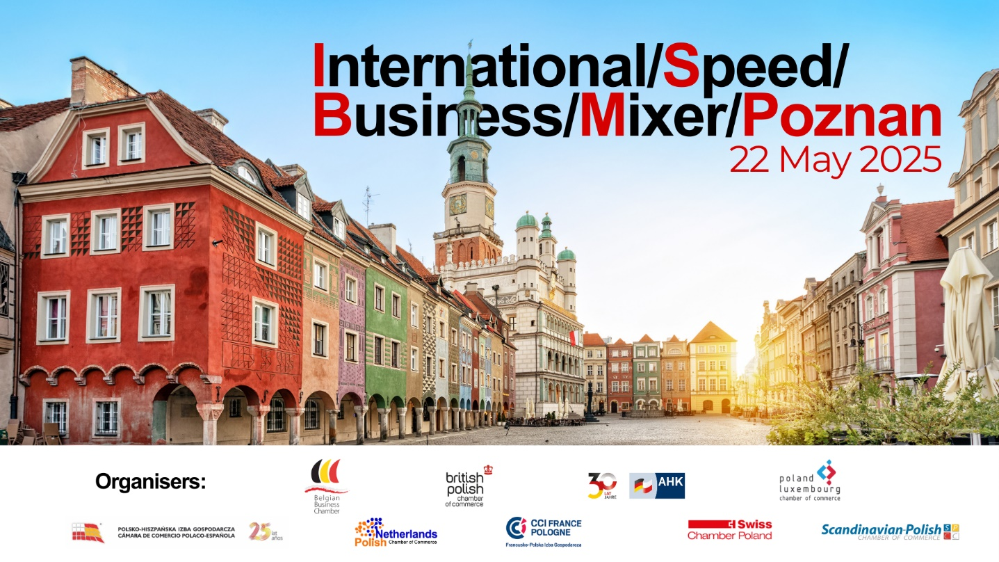 International/Speed/
Business/Mixer/Poznan
22 May 2025
Organisers:
Belgian
Business
Chamber
british
polish
chamber
of commerce
30
LAT
JAHRE
AHK
poland
luxembourg
chamber of commerce
POLSKO-HISZPAŃSKA IZBA GOSPODARCZA
CÁMARA DE COMERCIO POLACO-ESPAÑOLA
25 lat
años
Netherlands
Polish Chamber of Commerce
CCI FRANCE
POLOGNE
Francusko-Polska Izba Gospodarcza
Swiss
Chamber Poland
Scandinavian-Polish
CHAMBER OF COMMERCE
S P
C C